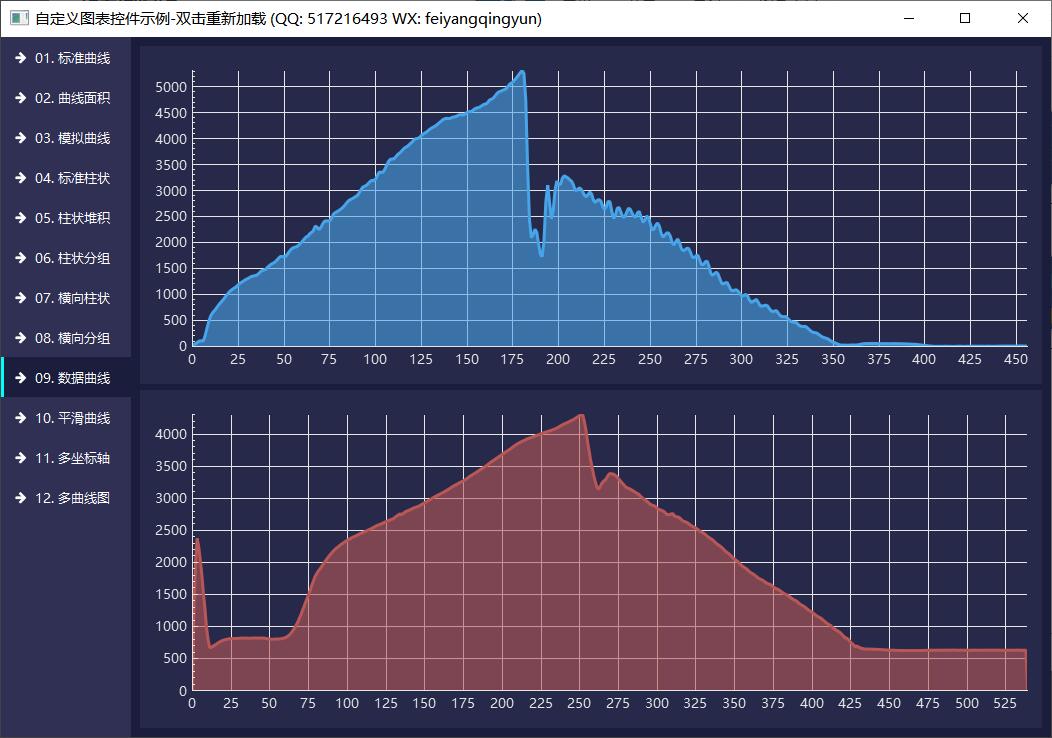 自定义图表控件示例-双击重新加载 (QQ: 517216493 WX: feiyangqingyun)
01. 标准曲线
02. 曲线面积
03. 模拟曲线
04. 标准柱状
05. 柱状堆积
06. 柱状分组
07. 横向柱状
08. 横向分组
09. 数据曲线
10. 平滑曲线
11. 多坐标轴
12. 多曲线图
5000
4500
4000
3500
3000
2500
2000
1500
1000
500
0
0 25 50 75 100 125 150 175 200 225 250 275 300 325 350 375 400 425 450
4000
3500
3000
2500
2000
1500
1000
500
0
0 25 50 75 100 125 150 175 200 225 250 275 300 325 350 375 400 425 450 475 500 525